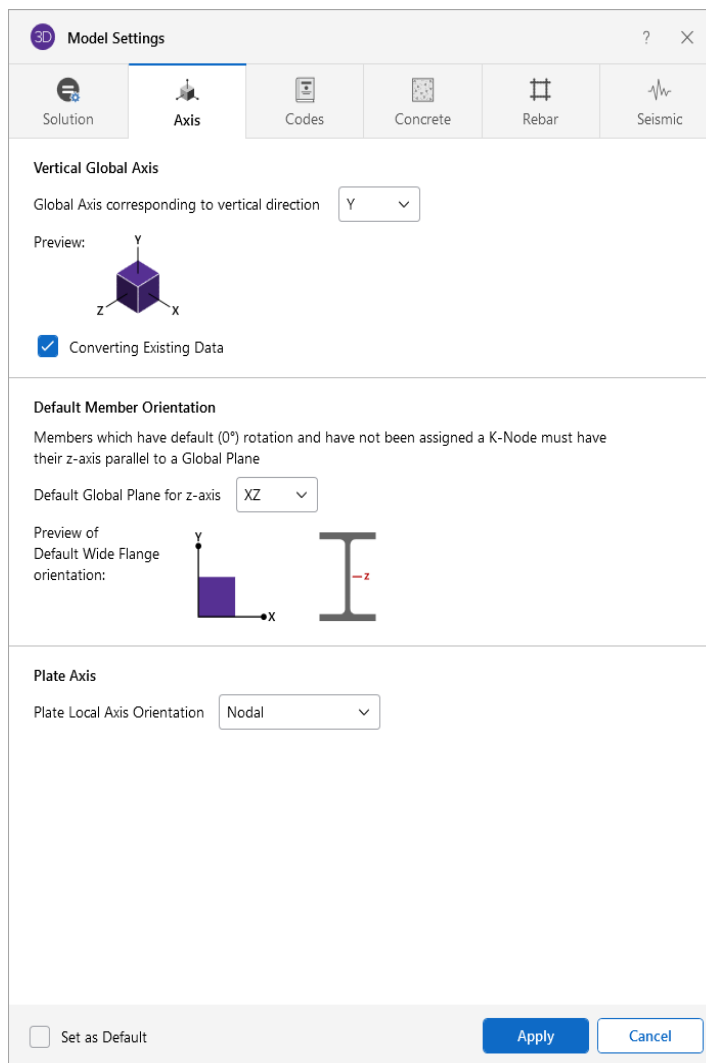 3D Model Settings ?
Solution Axis Codes Concrete Rebar Seismic
Vertical Global Axis
Global Axis corresponding to vertical direction Y
Preview:
Y
Z X
Converting Existing Data
Default Member Orientation
Members which have default (0°) rotation and have not been assigned a K-Node must have
their z-axis parallel to a Global Plane
Default Global Plane for z-axis XZ
Preview of
Default Wide Flange
orientation:
Y
z
X
Plate Axis
Plate Local Axis Orientation Nodal
Set as Default Apply Cancel